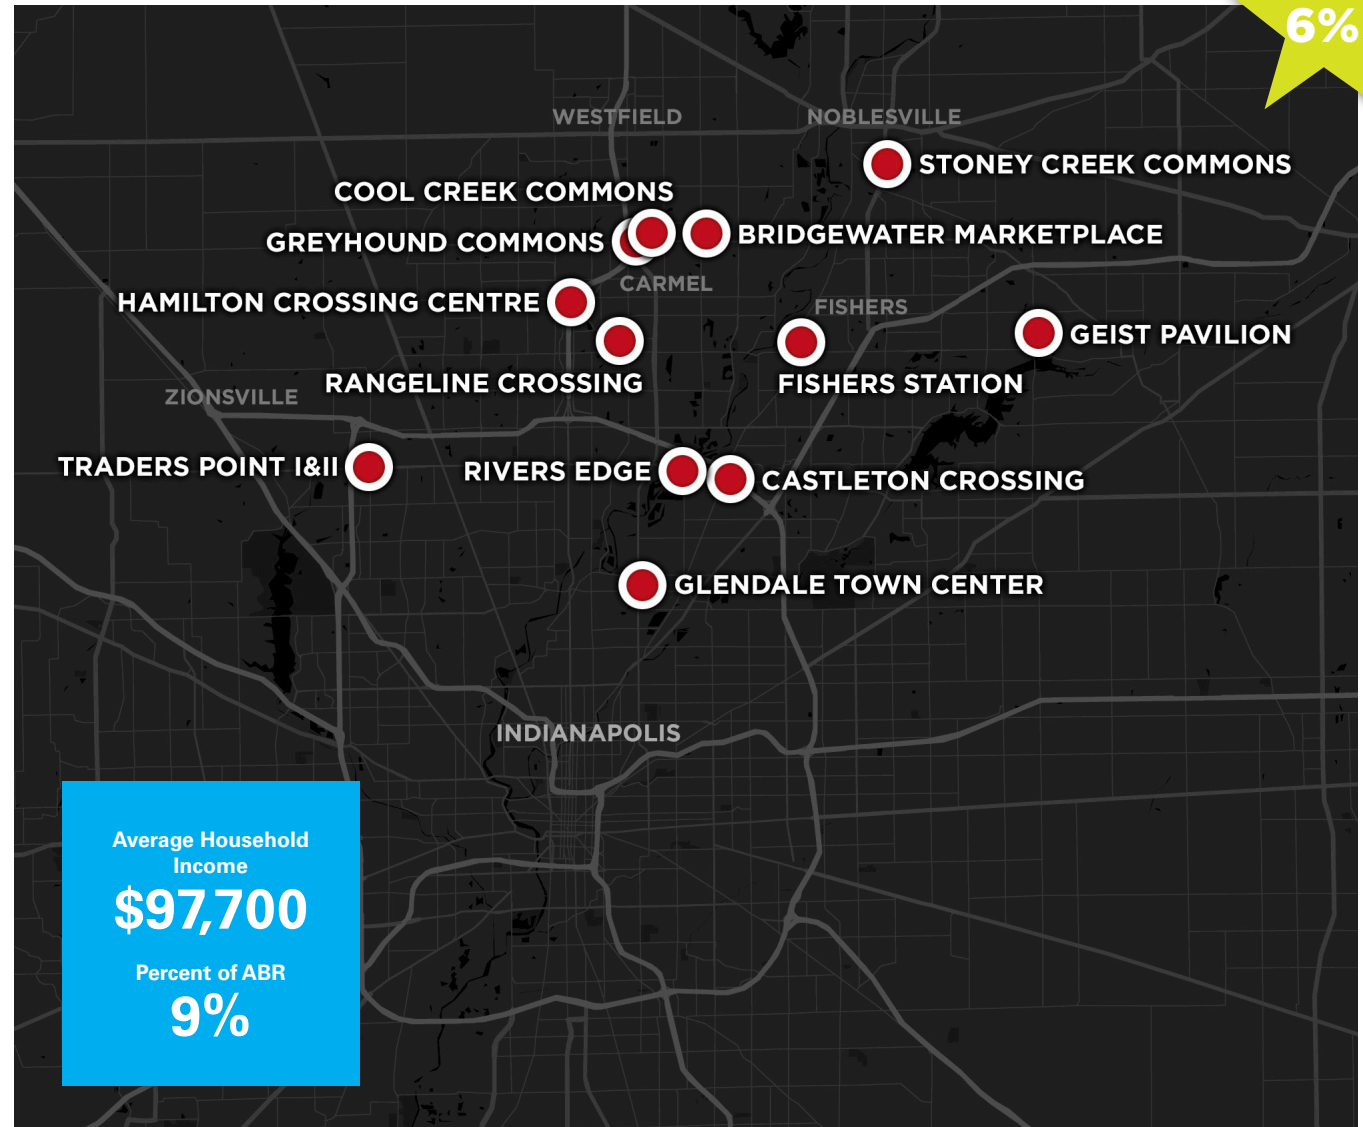 6%
WESTFIELD
NOBLESVILLE
STONEY CREEK COMMONS
COOL CREEK COMMONS
GREYHOUND COMMONS
BRIDGEWATER MARKETPLACE
CARMEL
HAMILTON CROSSING CENTRE
FISHERS
GEIST PAVILION
RANGELINE CROSSING
FISHERS STATION
ZIONSVILLE
TRADERS POINT I&II
RIVERS EDGE
CASTLETON CROSSING
GLENDALE TOWN CENTER
INDIANAPOLIS
Average Household
Income
$97,700
Percent of ABR
9%